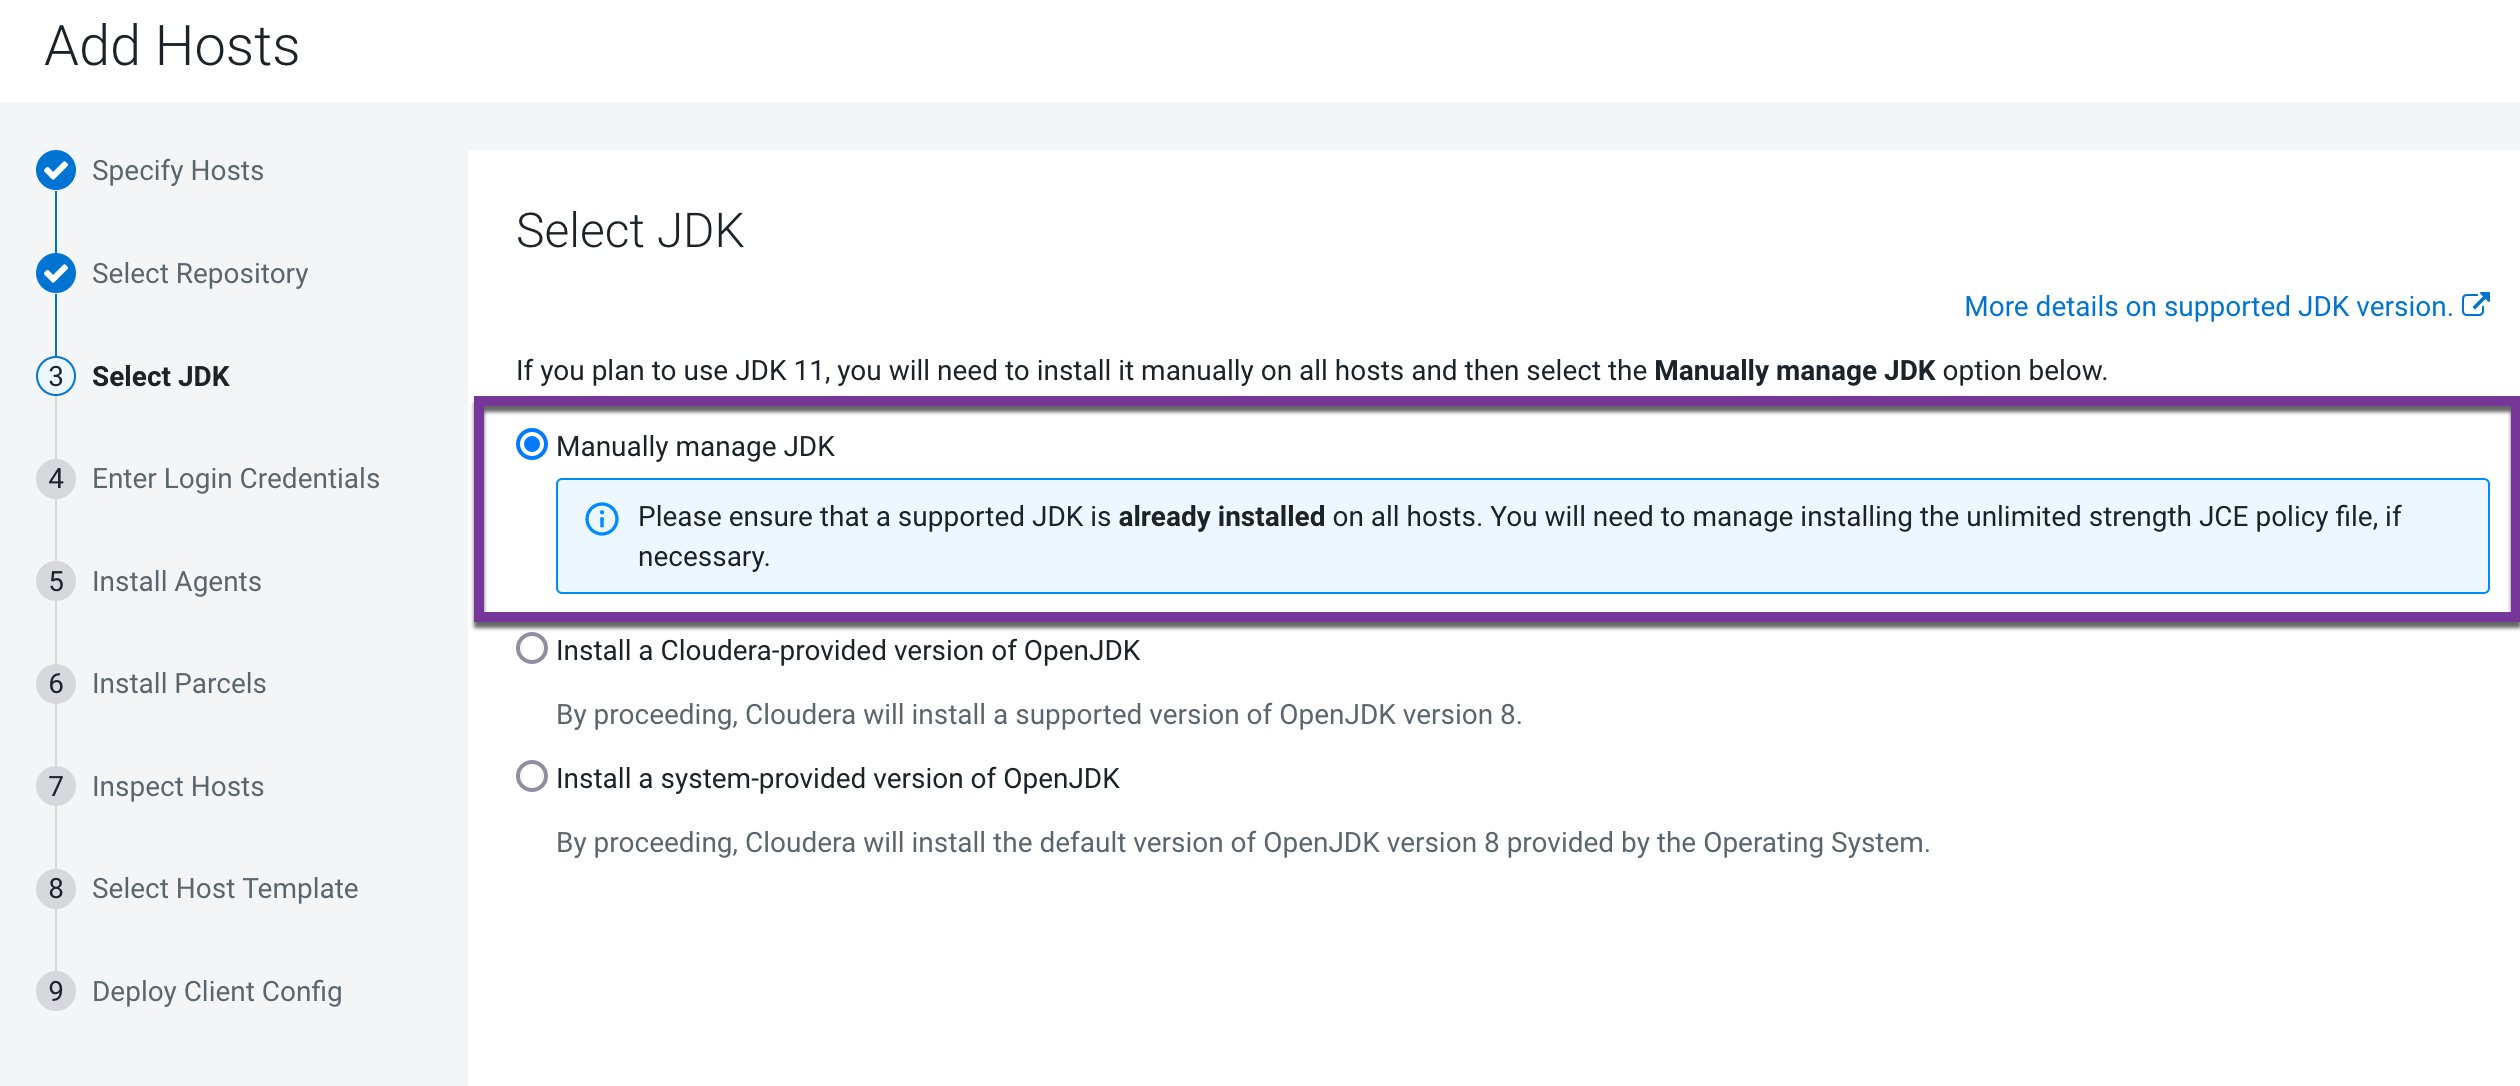 Add Hosts
Specify Hosts
Select Repository
3 Select JDK
4 Enter Login Credentials
5 Install Agents
6 Install Parcels
7 Inspect Hosts
8 Select Host Template
9 Deploy Client Config
Select JDK
More details on supported JDK version.
If you plan to use JDK 11, you will need to install it manually on all hosts and then select the Manually manage JDK option below.
Manually manage JDK
Please ensure that a supported JDK is already installed on all hosts. You will need to manage installing the unlimited strength JCE policy file, if
necessary.
Install a Cloudera-provided version of OpenJDK
By proceeding, Cloudera will install a supported version of OpenJDK version 8.
Install a system-provided version of OpenJDK
By proceeding, Cloudera will install the default version of OpenJDK version 8 provided by the Operating System.